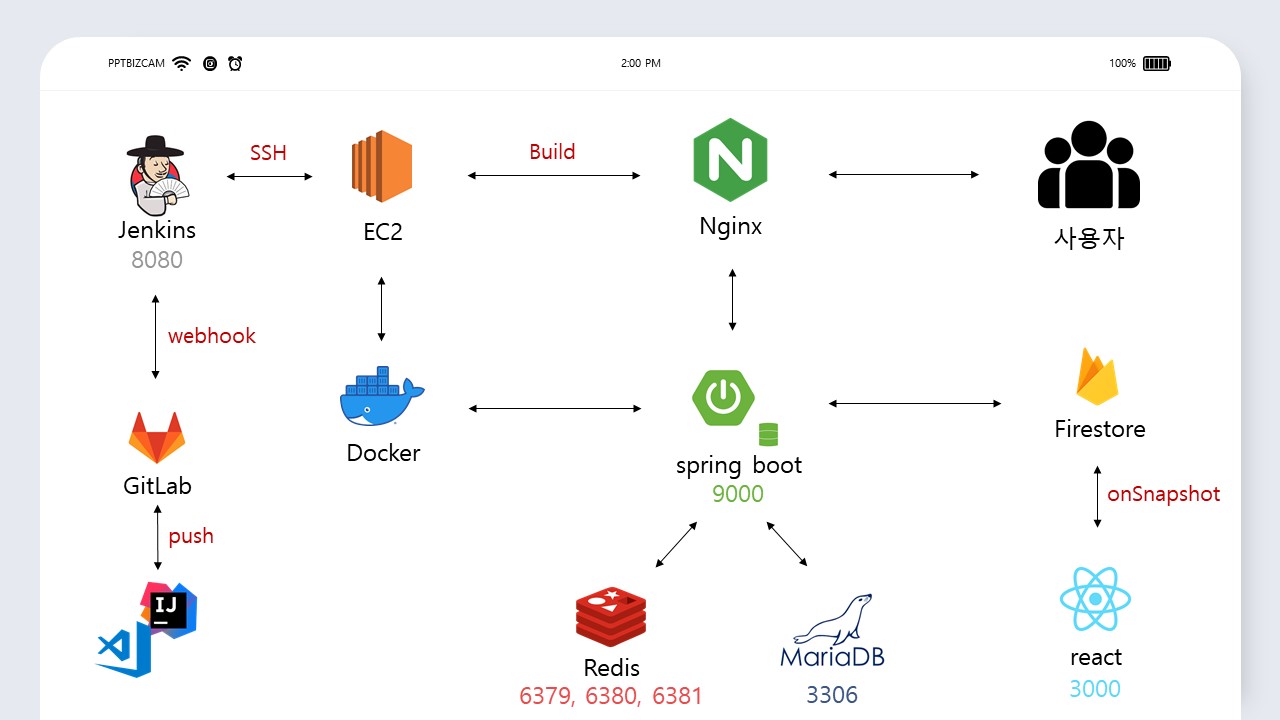 PPTBIZCAM
2:00 PM
100%
SSH
Build
Jenkins
8080
EC2
Nginx
사용자
webhook
Docker
Firestore
GitLab
spring boot
9000
onSnapshot
push
IJ
Redis
6379, 6380, 6381
MariaDB
3306
react
3000